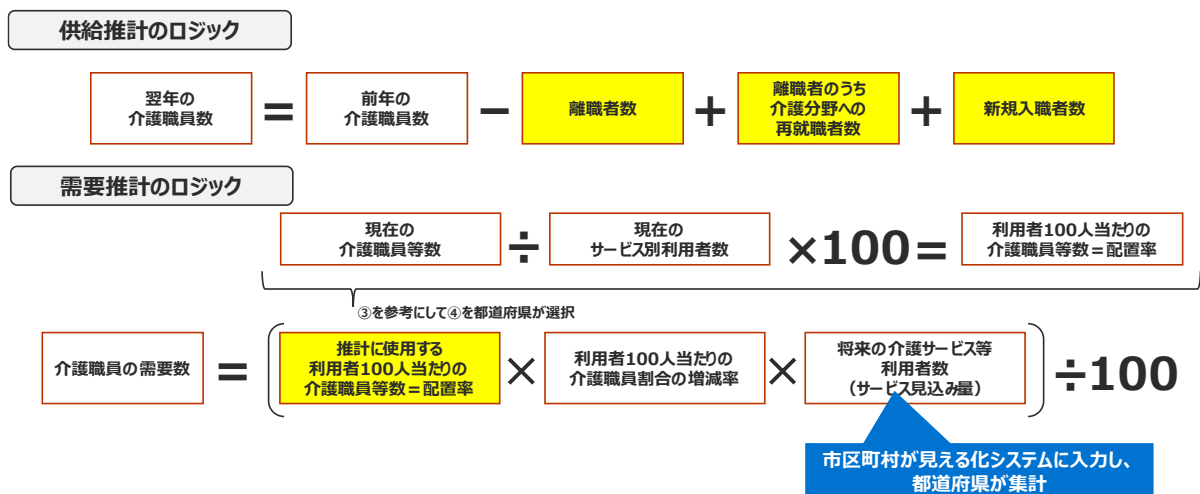 供給推計のロジック
翌年の
介護職員数
=
前年の
介護職員数
−
離職者数
+
離職者のうち
介護分野への
再就職者数
+
新規入職者数
需要推計のロジック
現在の
介護職員等数
÷
現在の
サービス別利用者数
×100=
利用者100人当たりの
介護職員等数=配置率
③を参考にして④を都道府県が選択
介護職員の需要数
=
推計に使用する
利用者100人当たりの
介護職員等数=配置率
×
利用者100人当たりの
介護職員割合の増減率
×
将来の介護サービス等
利用者数
（サービス見込み量）
÷100
市区町村が見える化システムに入力し、
都道府県が集計